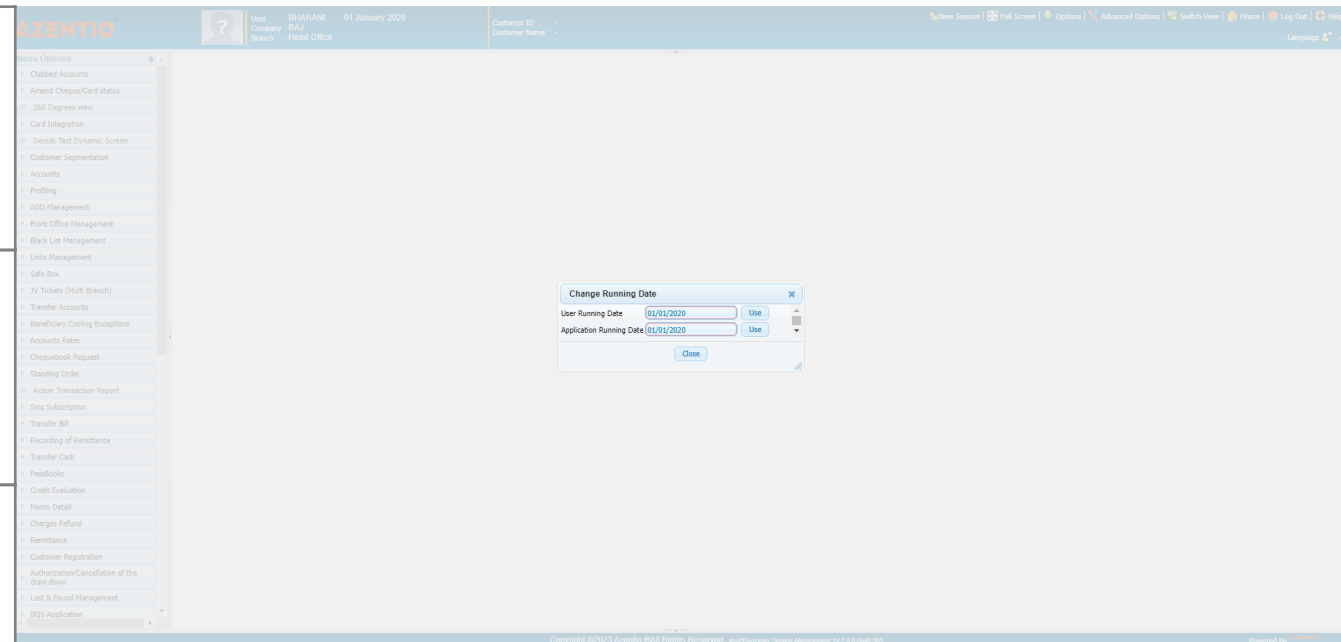 AZENTIO
?
User : BHARANI 01 January 2020
Company : BAJ
Branch : Head Office
Customer ID : -
Customer Name : -
New Session | Full Screen | Options | Advanced Options | Switch View | Home | Log Out | Help
Language
Menu Options
Clubbed Accounts
Amend Cheque/Card status
360 Degrees view
Card Integration
Denisk Test Dynamic Screen
Customer Segmentation
Accounts
Profiling
ADD Management
Front Office Management
Black List Management
Links Management
Safe Box
JV Tickets (Multi Branch)
Transfer Accounts
Beneficiary Cooling Exceptions
Accounts Rates
Chequebook Request
Standing Order
Action Transaction Report
Sms Subscription
Transfer Bill
Recording of Remittance
Transfer Cash
PassBooks
Credit Evaluation
Memo Detail
Charges Refund
Remittance
Customer Registration
Authorization/Cancellation of the
draw down
Lost & Found Management
IRIS Application
Change Running Date
User Running Date 01/01/2020 Use
Application Running Date 01/01/2020 Use
Close
Copyright ©2023 Azentio ®All Rights Reserved
Powered By